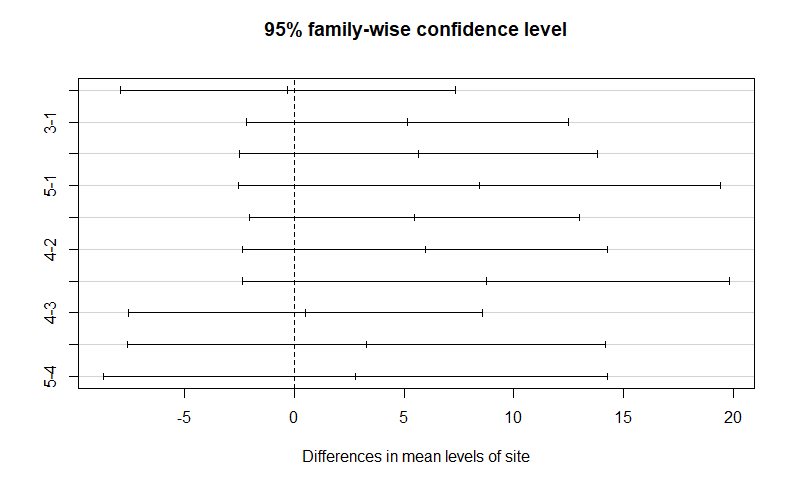 95% family-wise confidence level
3-1
5-1
4-2
4-3
5-4
-5 0 5 10 15 20
Differences in mean levels of site